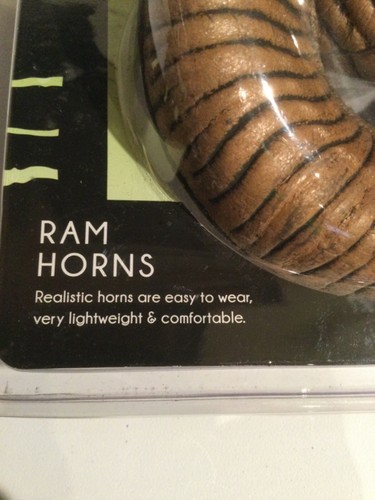 RAM
HORNS
Realistic horns are easy to wear,
very lightweight & comfortable.